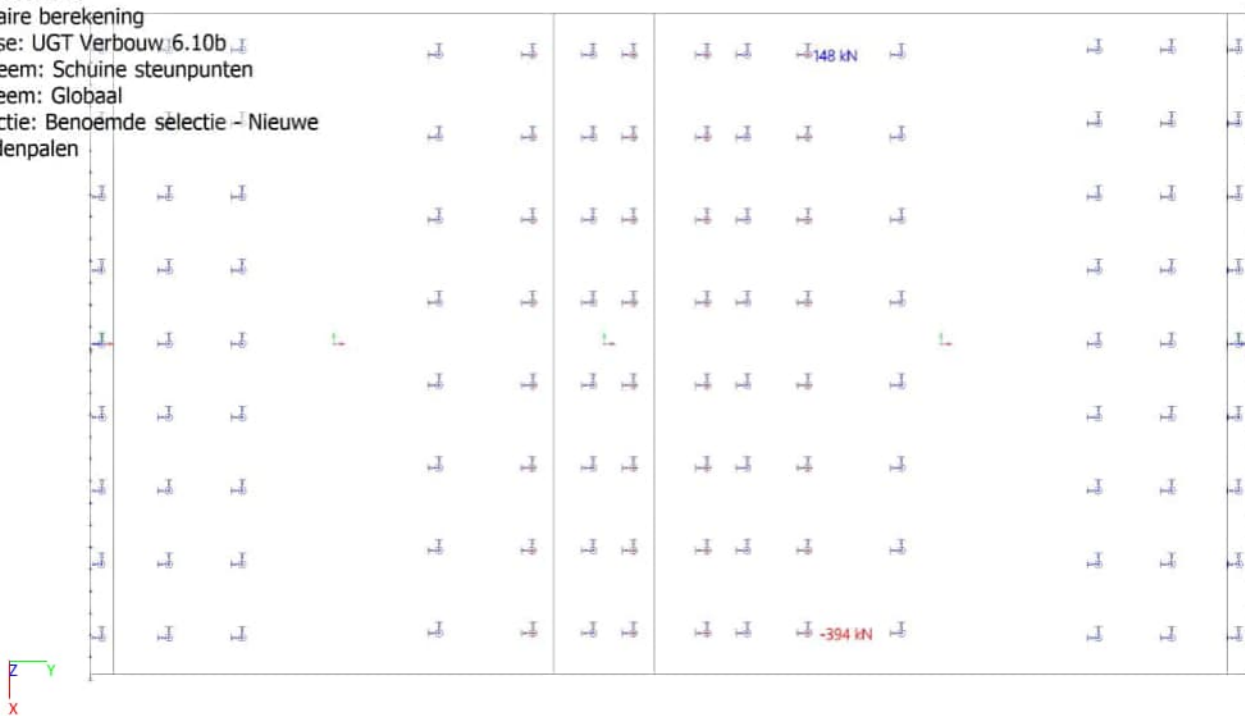 aire berekening
se: UGT Verbouw 6.10b
eem: Schuine steunpunten
eem: Globaal
ctie: Benoemde selectie - Nieuwe
denpalen
148 kN
-394 kN
Z Y
X